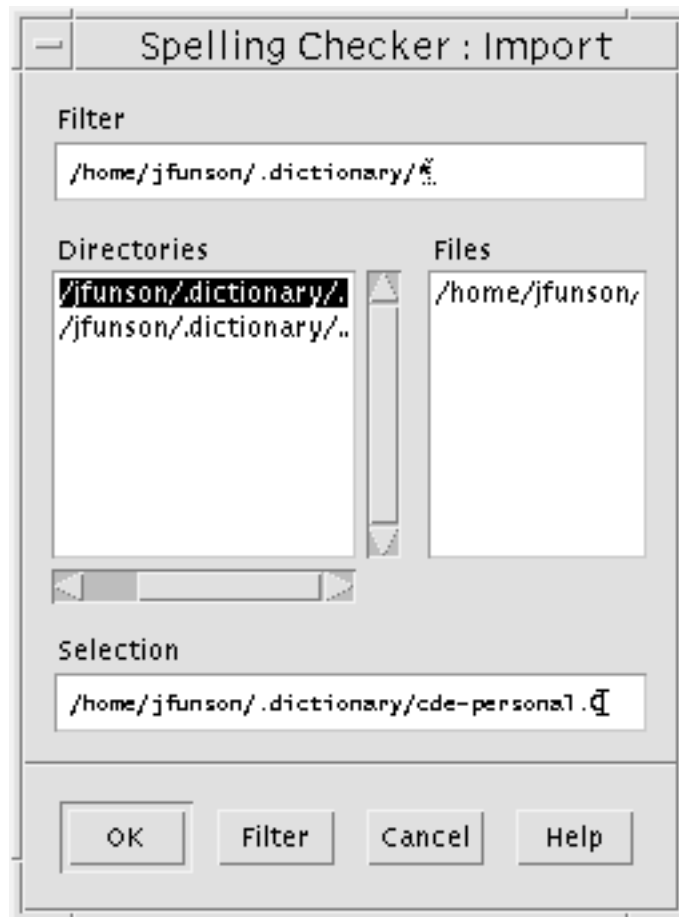 Spelling Checker : Import
Filter
/home/jfunson/.dictionary/*
Directories
/jfunson/.dictionary/.
/jfunson/.dictionary/..
Files
/home/jfunson/
Selection
/home/jfunson/.dictionary/cde-personal.C
OK
Filter
Cancel
Help